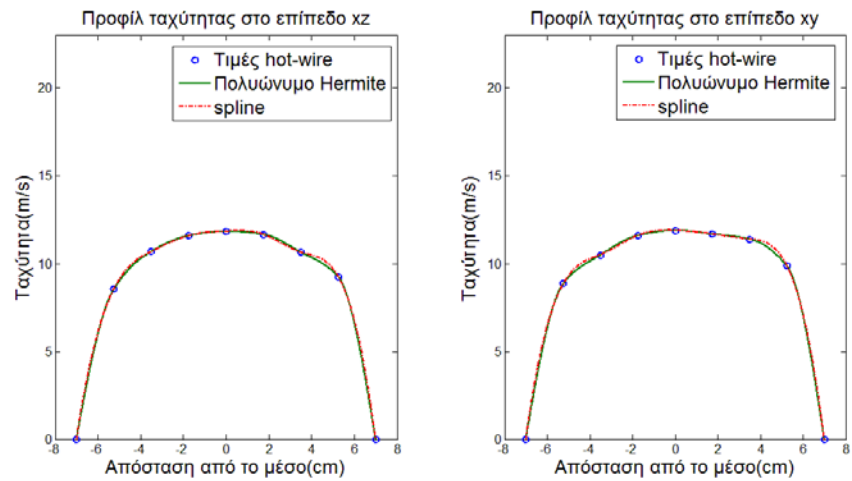 Προφίλ ταχύτητας στο επίπεδο xz
Τιμές hot-wire
Πολυώνυμο Hermite
spline
Ταχύτητα(m/s)
20
15
10
5
0
-8 -6 -4 -2 0 2 4 6 8
Απόσταση από το μέσο(cm)
Προφίλ ταχύτητας στο επίπεδο xy
Τιμές hot-wire
Πολυώνυμο Hermite
spline
Ταχύτητα(m/s)
20
15
10
5
0
-8 -6 -4 -2 0 2 4 6 8
Απόσταση από το μέσο(cm)